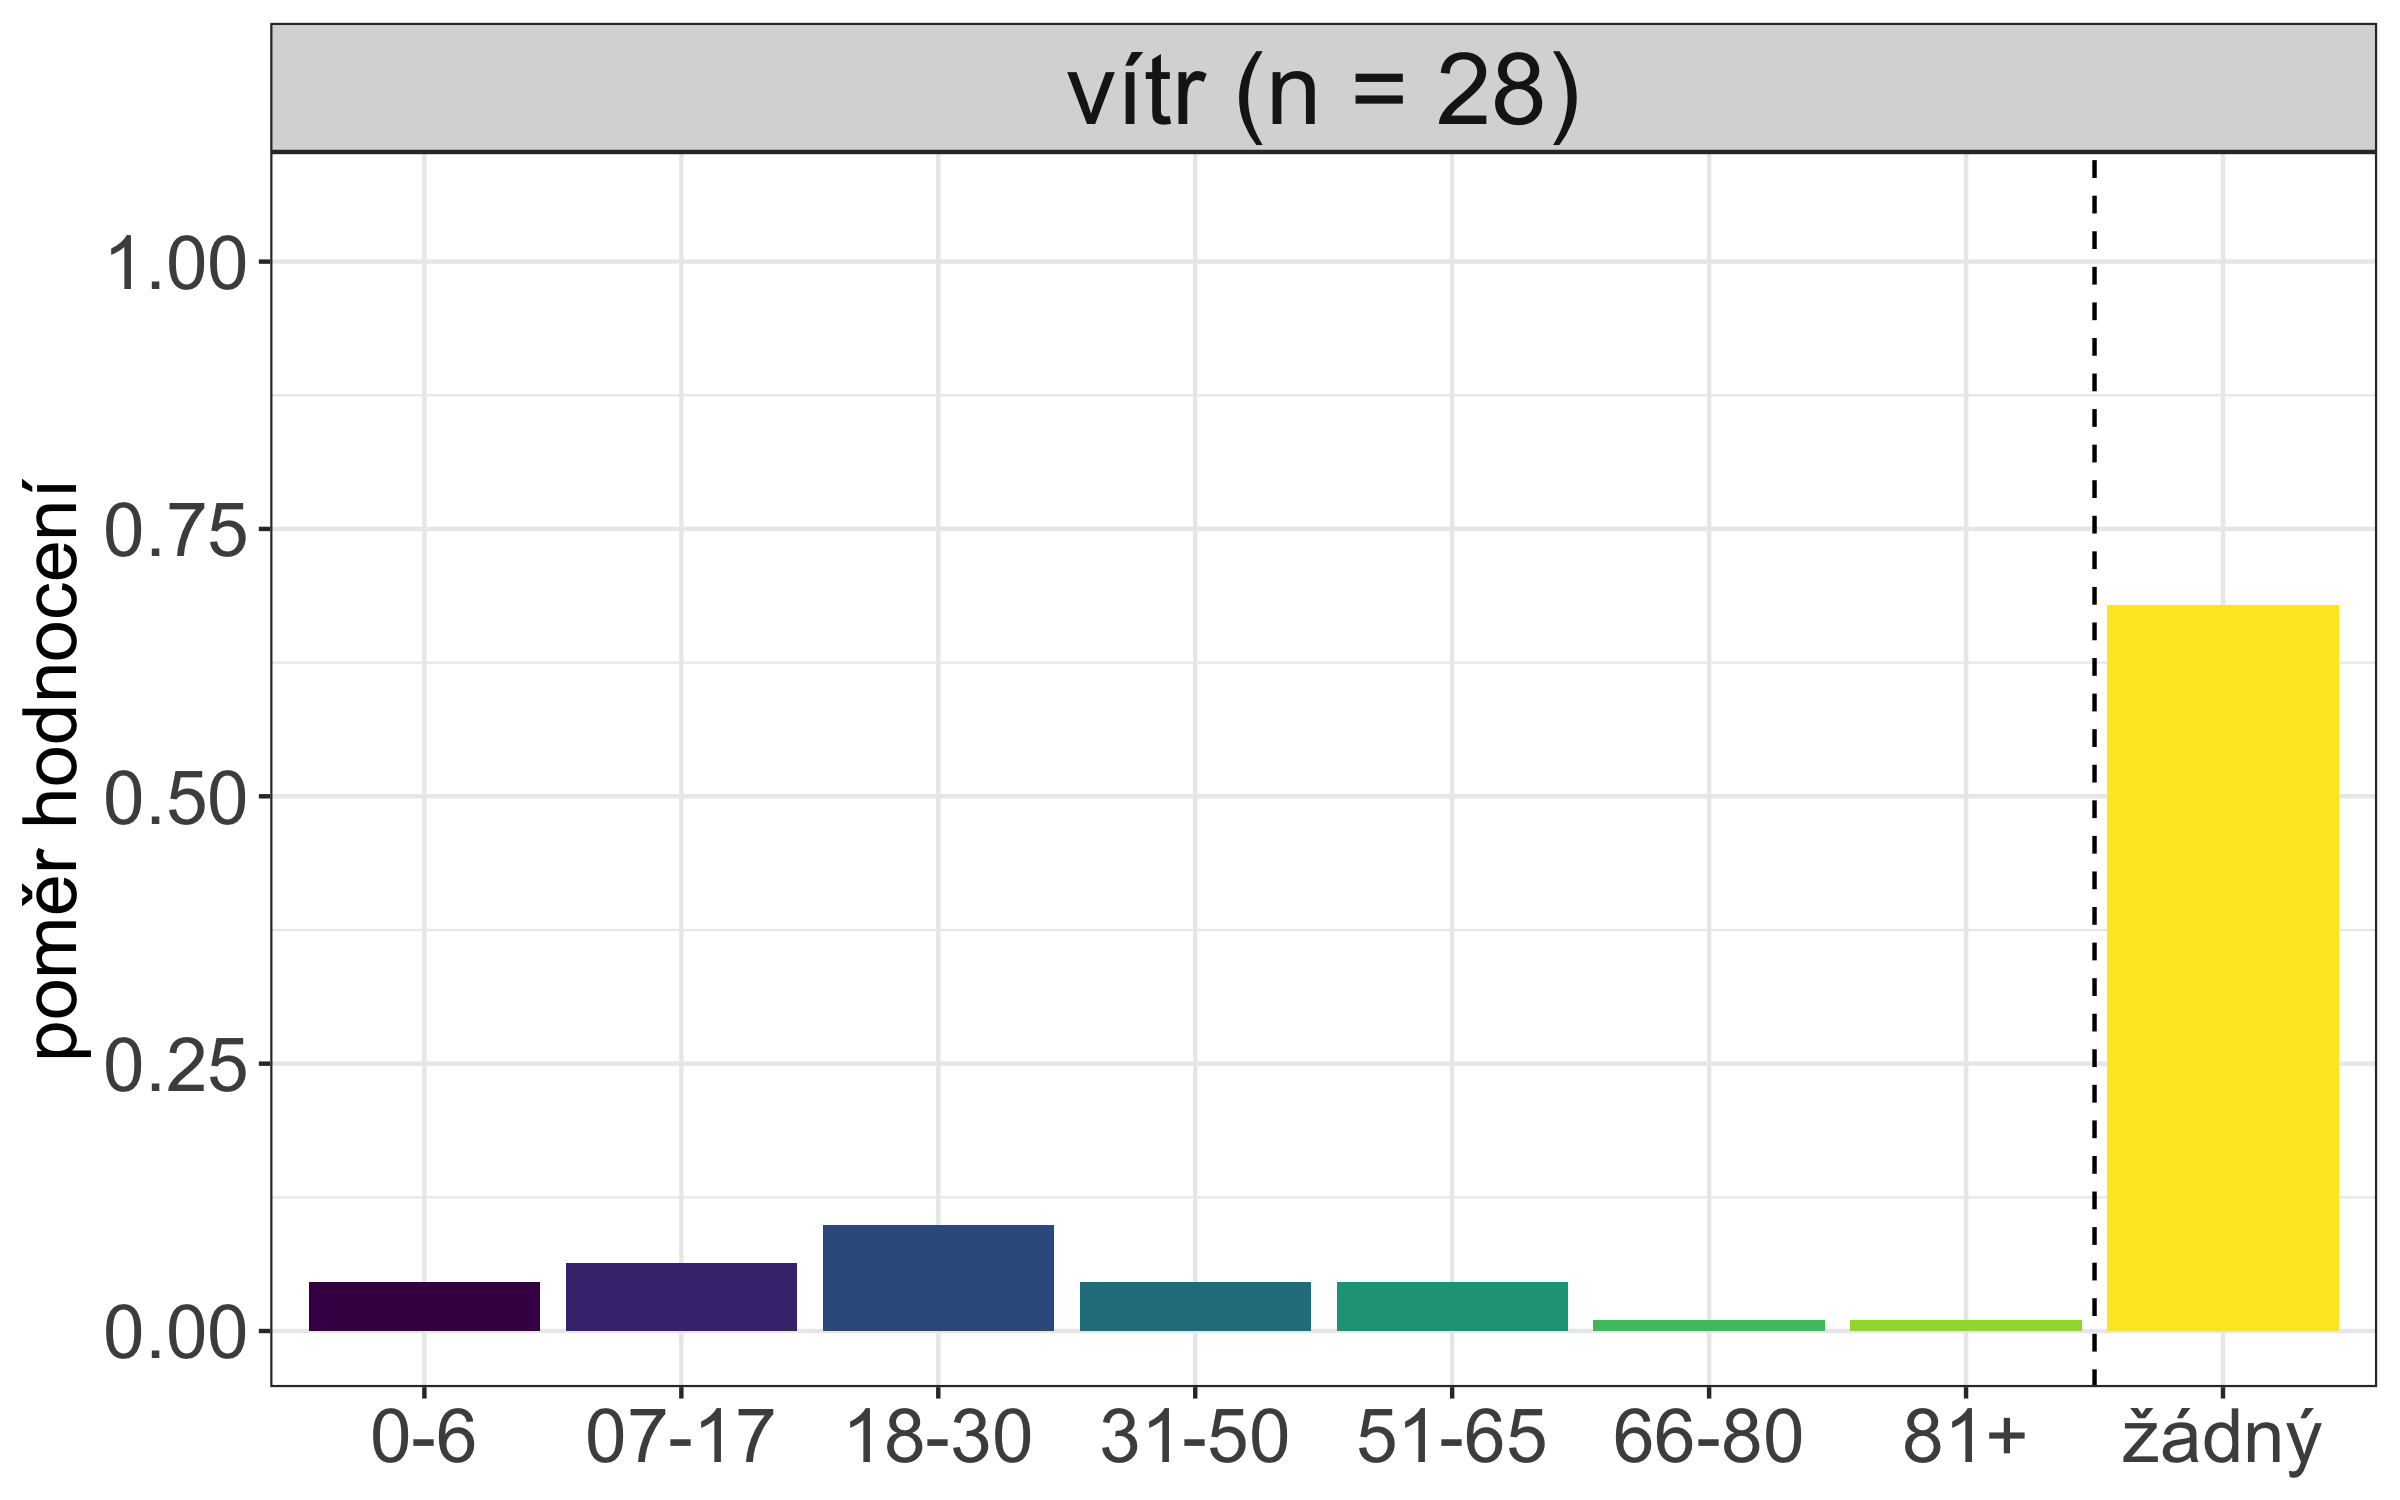 vítr (n = 28)
poměr hodnocení
1.00
0.75
0.50
0.25
0.00
0-6 07-17 18-30 31-50 51-65 66-80 81+ žádný